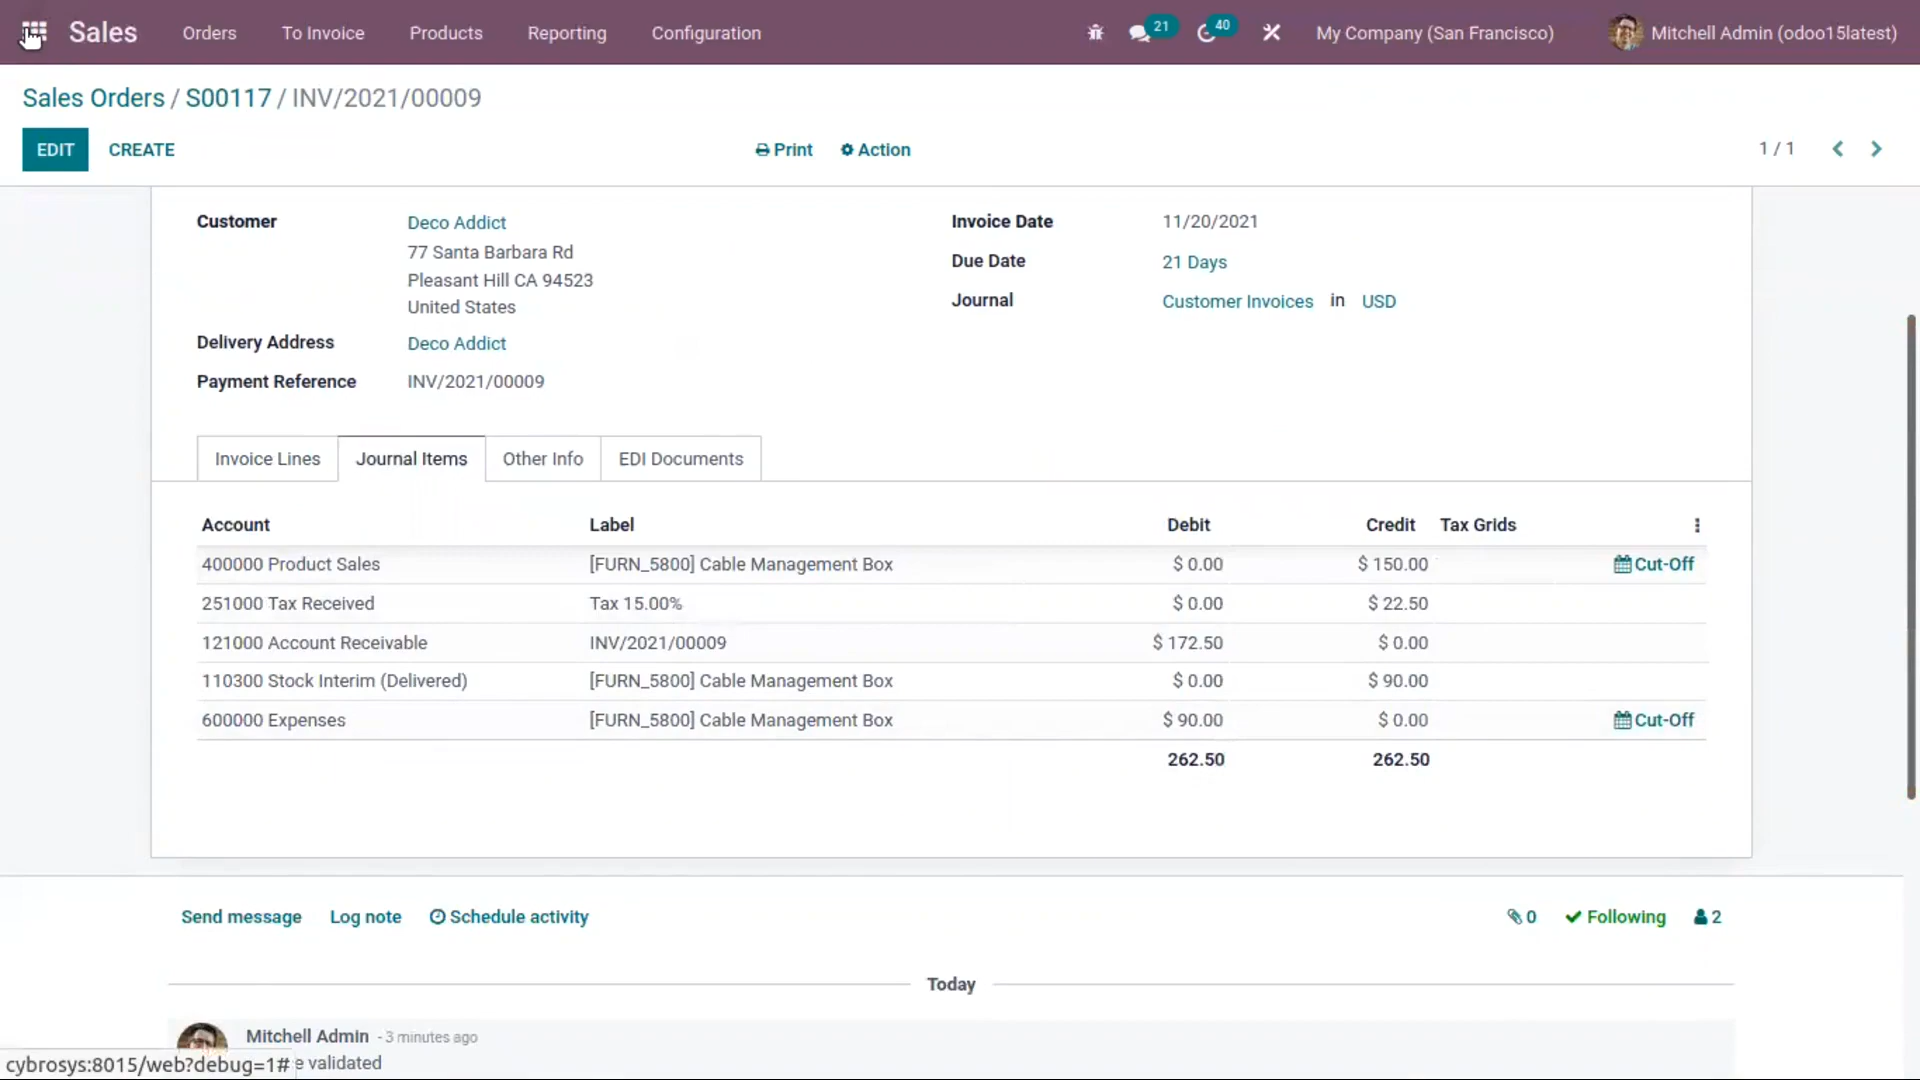 Sales Orders To Invoice Products Reporting Configuration 21 40 My Company (San Francisco) Mitchell Admin (odoo15latest)
Sales Orders / S00117 / INV/2021/00009
EDIT CREATE Print Action 1 / 1
Customer Deco Addict Invoice Date 11/20/2021
77 Santa Barbara Rd
Due Date 21 Days
Pleasant Hill CA 94523
Journal Customer Invoices in USD
United States
Delivery Address Deco Addict
Payment Reference INV/2021/00009
Invoice Lines Journal Items Other Info EDI Documents
Account Label Debit Credit Tax Grids
400000 Product Sales [FURN_5800] Cable Management Box $ 0.00 $ 150.00 Cut-Off
251000 Tax Received Tax 15.00% $ 0.00 $ 22.50
121000 Account Receivable INV/2021/00009 $ 172.50 $ 0.00
110300 Stock Interim (Delivered) [FURN_5800] Cable Management Box $ 0.00 $ 90.00
600000 Expenses [FURN_5800] Cable Management Box $ 90.00 $ 0.00 Cut-Off
262.50 262.50
Send message Log note Schedule activity 0 Following 2
Today
Mitchell Admin - 3 minutes ago
cybrosys:8015/web?debug=1# e validated